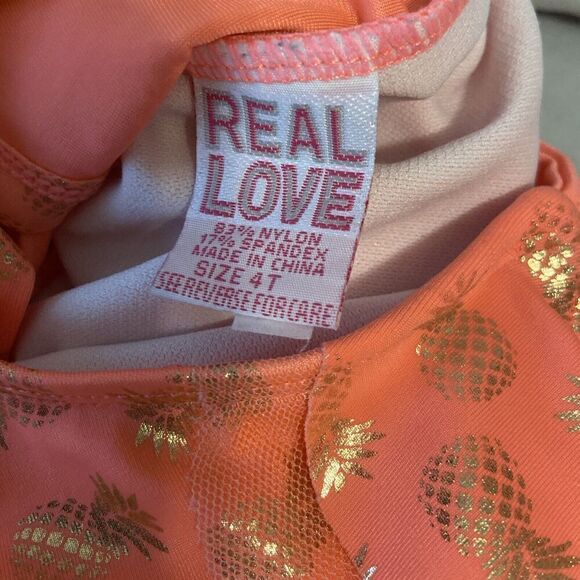 REAL
LOVE
83% NYLON
17% SPANDEX
MADE IN CHINA
SIZE 4T
SEE REVERSE FOR CARE